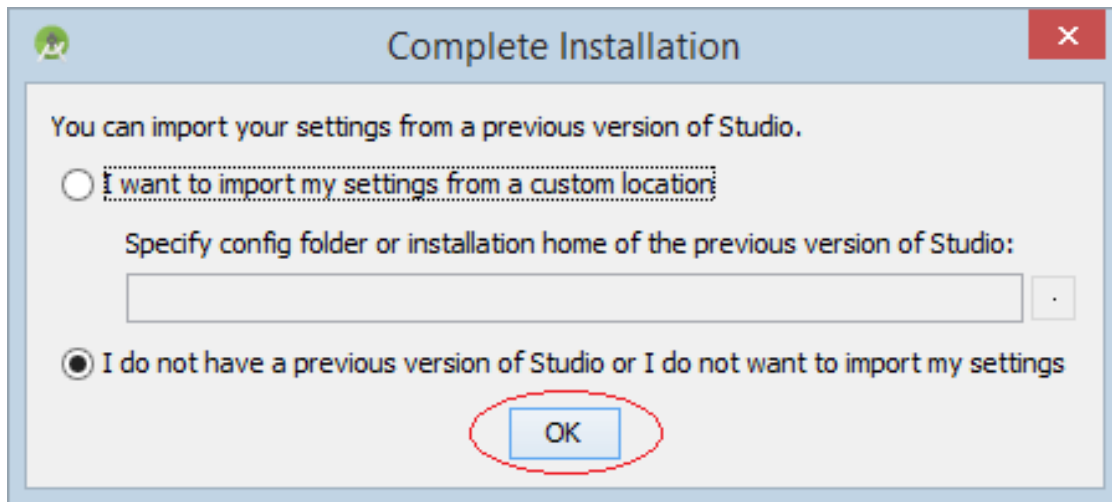 Complete Installation
You can import your settings from a previous version of Studio.
I want to import my settings from a custom location
Specify config folder or installation home of the previous version of Studio:
.
I do not have a previous version of Studio or I do not want to import my settings
OK